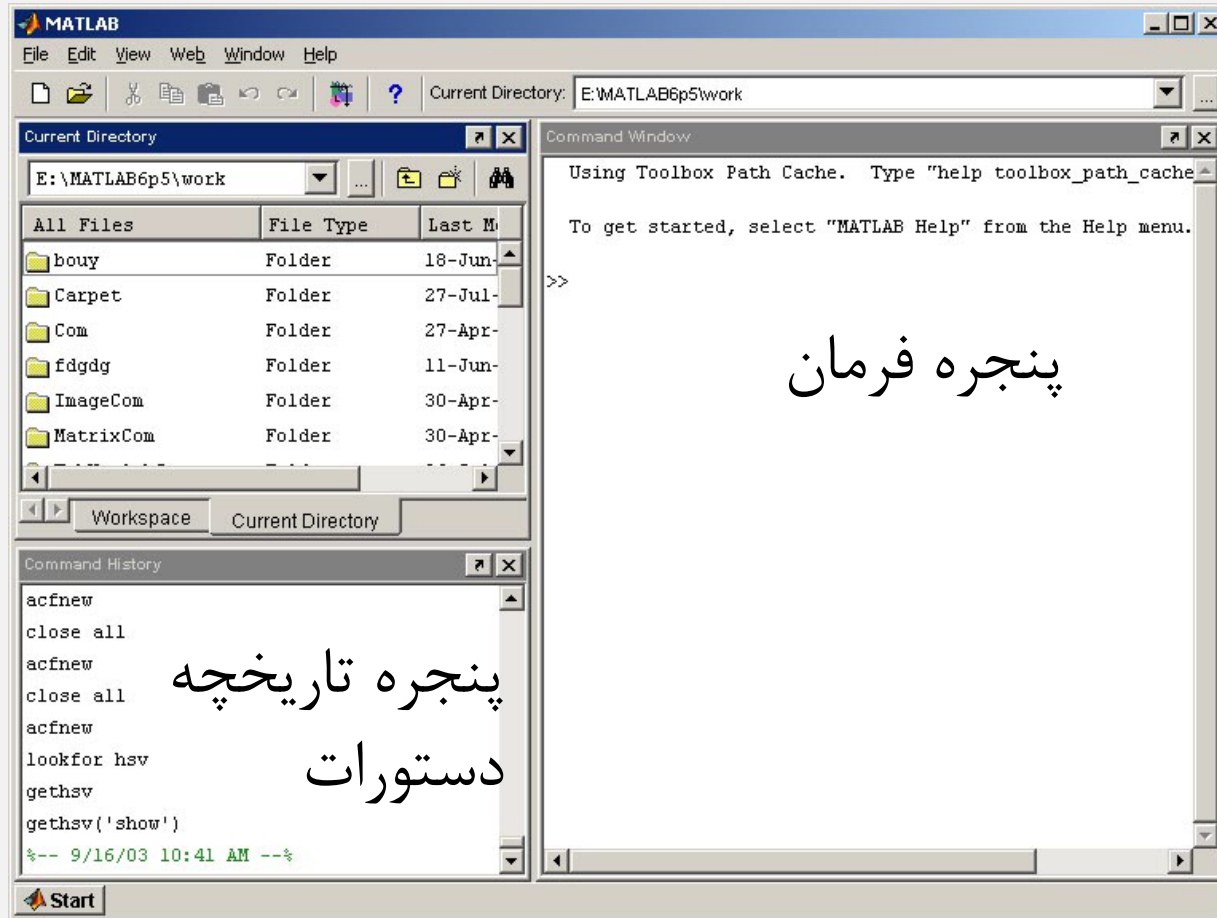 MATLAB
File Edit View Web Window Help
? Current Directory: E:\MATLAB6p5\work ...
Current Directory
E:\MATLAB6p5\work ...
All Files File Type Last M
bouy Folder 18-Jun-
Carpet Folder 27-Jul-
Com Folder 27-Apr-
fdgdg Folder 11-Jun-
ImageCom Folder 30-Apr-
MatrixCom Folder 30-Apr-
Workspace Current Directory
Command History
acfnew
close all
acfnew
close all
acfnew
lookfor hsv
gethsv
gethsv('show')
%-- 9/16/03 10:41 AM --%
پنجره تاریخچه
دستورات
Command Window
Using Toolbox Path Cache. Type "help toolbox_path_cache
To get started, select "MATLAB Help" from the Help menu.
>>
پنجره فرمان
Start